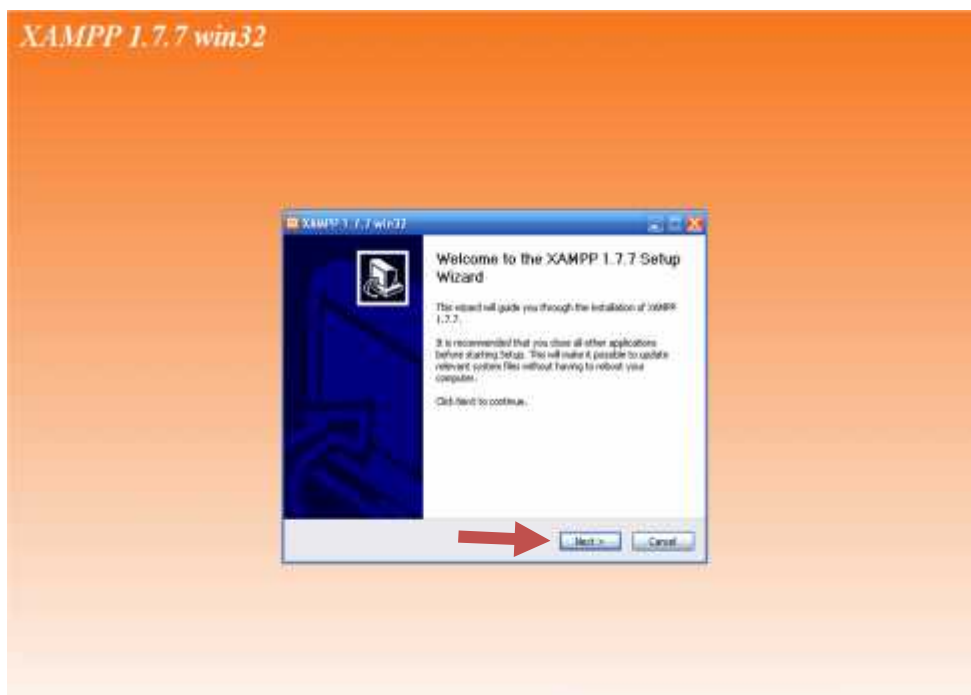 XAMPP 1.7.7 win32
XAMPP 1.7.7 win32
Welcome to the XAMPP 1.7.7 Setup
Wizard
This wizard will guide you through the installation of XAMPP
1.7.7.
It is recommended that you close all other applications
before starting Setup. This will make it possible to update
relevant system files without having to reboot your
computer.
Click Next to continue.
Next >
Cancel